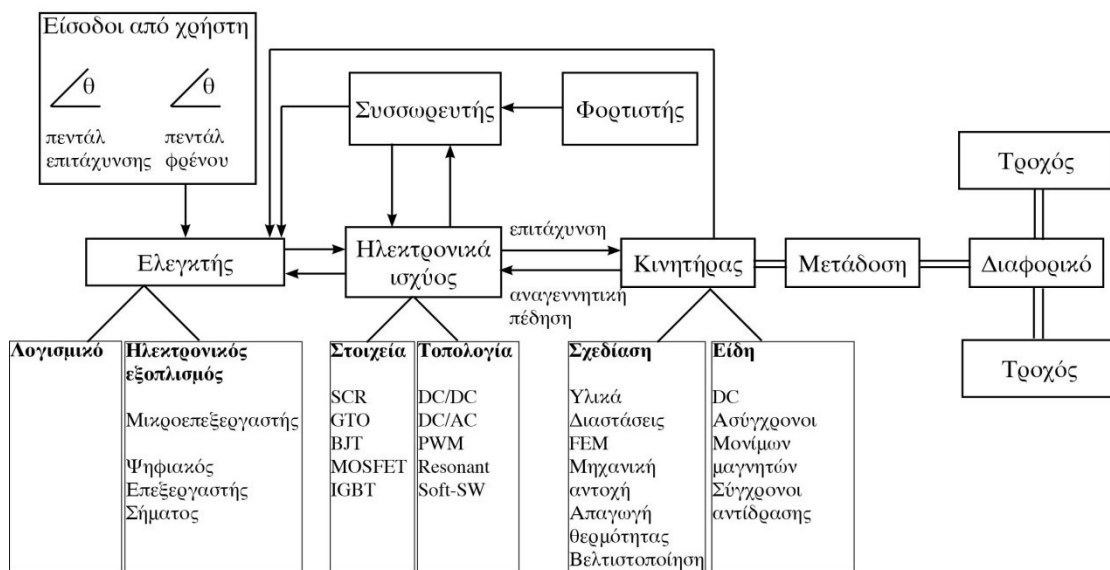 Είσοδοι από χρήστη
θ
θ
πεντάλ
επιτάχυνσης
πεντάλ
φρένου
Συσσωρευτής
Φορτιστής
Τροχός
Ελεγκτής
Ηλεκτρονικά
ισχύος
επιτάχυνση
αναγεννητική
πέδηση
Κινητήρας
Μετάδοση
Διαφορικό
Τροχός
Λογισμικό
Ηλεκτρονικός
εξοπλισμός
Μικροεπεξεργαστής
Ψηφιακός
Επεξεργαστής
Σήματος
Στοιχεία
SCR
GTO
BJT
MOSFET
IGBT
Τοπολογία
DC/DC
DC/AC
PWM
Resonant
Soft-SW
Σχεδίαση
Υλικά
Διαστάσεις
FEM
Μηχανική
αντοχή
Απαγωγή
θερμότητας
Βελτιστοποίηση
Είδη
DC
Ασύγχρονοι
Μονίμων
μαγνητών
Σύγχρονοι
αντίδρασης